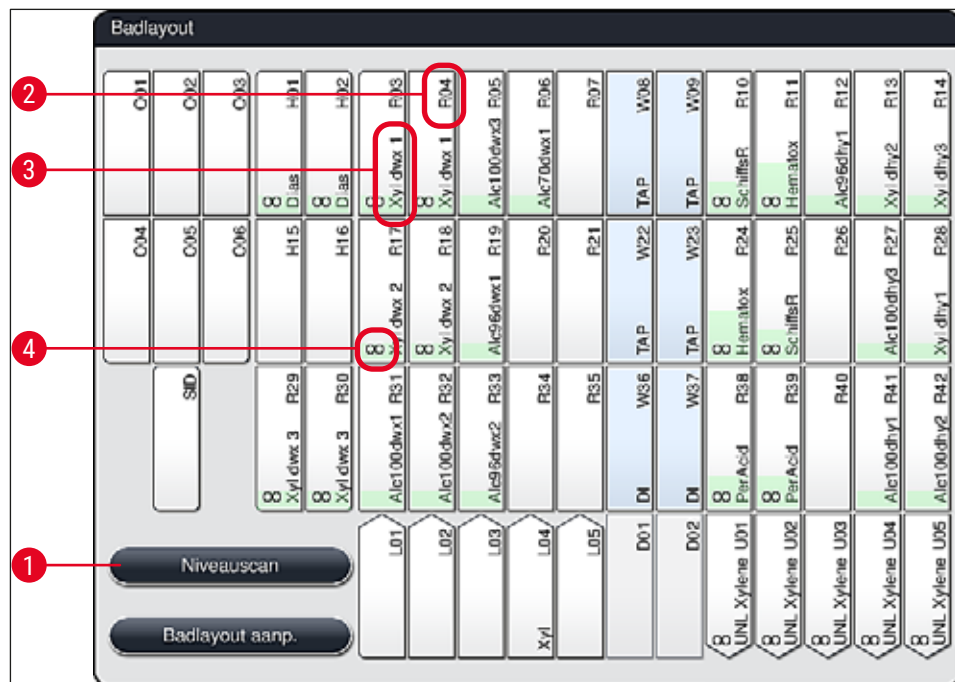 Badlayout
O01
O02
O03
H01
Dias
H02
Dias
R03
Xyl dwx 1
R04
Xyl dwx 1
R05
Alc100dwx3
R06
Alc70dwx1
R07
W08
TAP
W09
TAP
R10
SchiffsR
R11
Hematox
R12
Alc96dhy1
R13
Xyl dhy2
R14
Xyl dhy3
O04
O05
O06
H15
H16
R17
Xyl dwx 2
R18
Xyl dwx 2
R19
Alc96dwx1
R20
R21
W22
TAP
W23
TAP
R24
Hematox
R25
SchiffsR
R26
R27
Alc100dhy3
R28
Xyl dhy1
SID
R29
Xyl dwx 3
R30
Xyl dwx 3
R31
Alc100dwx1
R32
Alc100dwx2
R33
Alc96dwx2
R34
R35
W36
DI
W37
DI
R38
PerAcid
R39
PerAcid
R40
R41
Alc100dhy1
R42
Alc100dhy2
L01
L02
L03
L04
Xyl
L05
D01
D02
UNL Xylene U01
UNL Xylene U02
UNL Xylene U03
UNL Xylene U04
UNL Xylene U05
Niveauscan
Badlayout aanp.
2
3
4
1